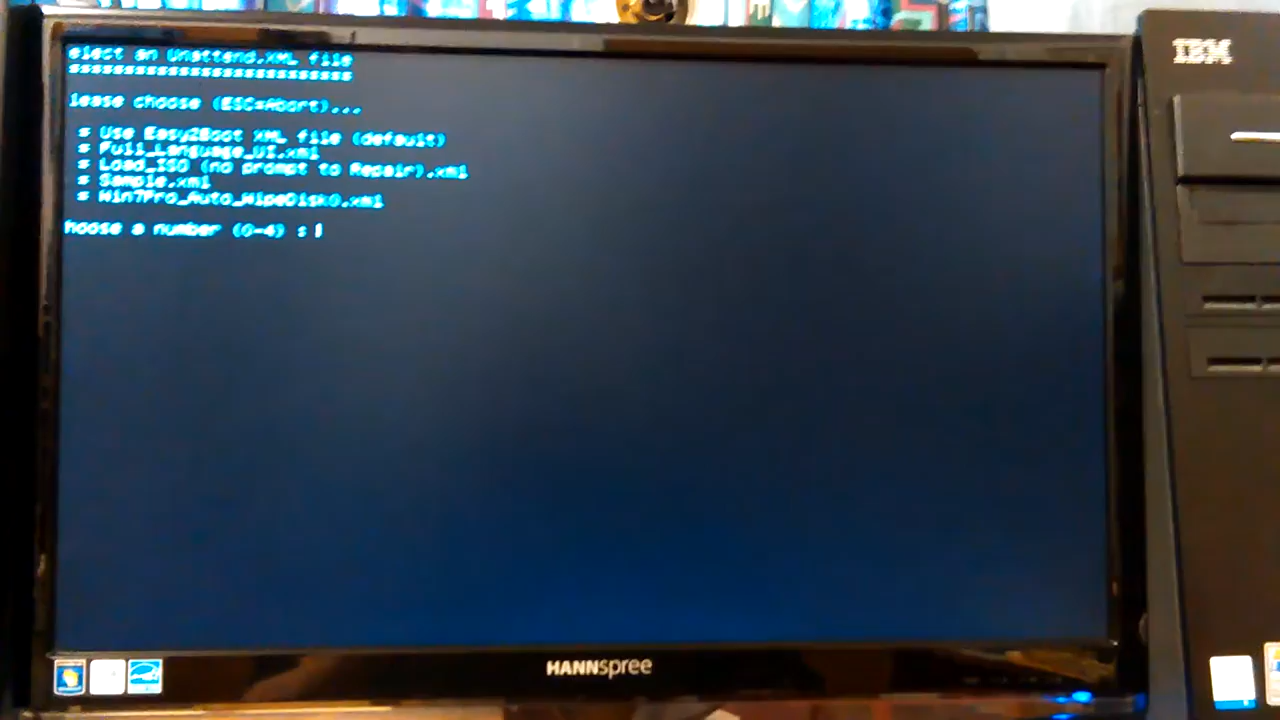 elect an Unattend.XML file
==========================
lease choose (ESC=Abort)...
= Use Easy2Boot XML file (default)
= Full_Language_UI.xml
= Load_ISO (no prompt to Repair).xml
= Sample.xml
= Win7Pro_Auto_WipeDisk0.xml
hoose a number (0-4) :
HANNspree
IBM